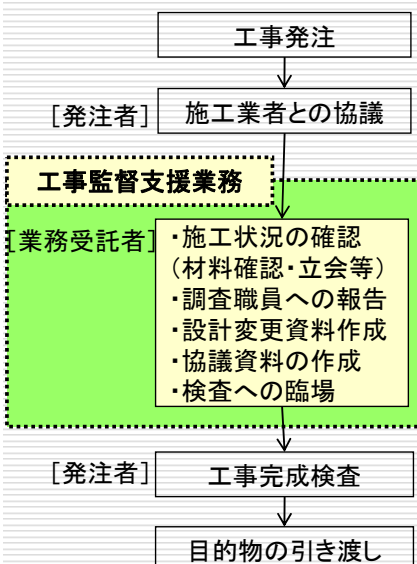 工事発注
[発注者]
施工業者との協議
工事監督支援業務
[業務受託者]
・施工状況の確認
(材料確認・立会等)
・調査職員への報告
・設計変更資料作成
・協議資料の作成
・検査への臨場
[発注者]
工事完成検査
目的物の引き渡し